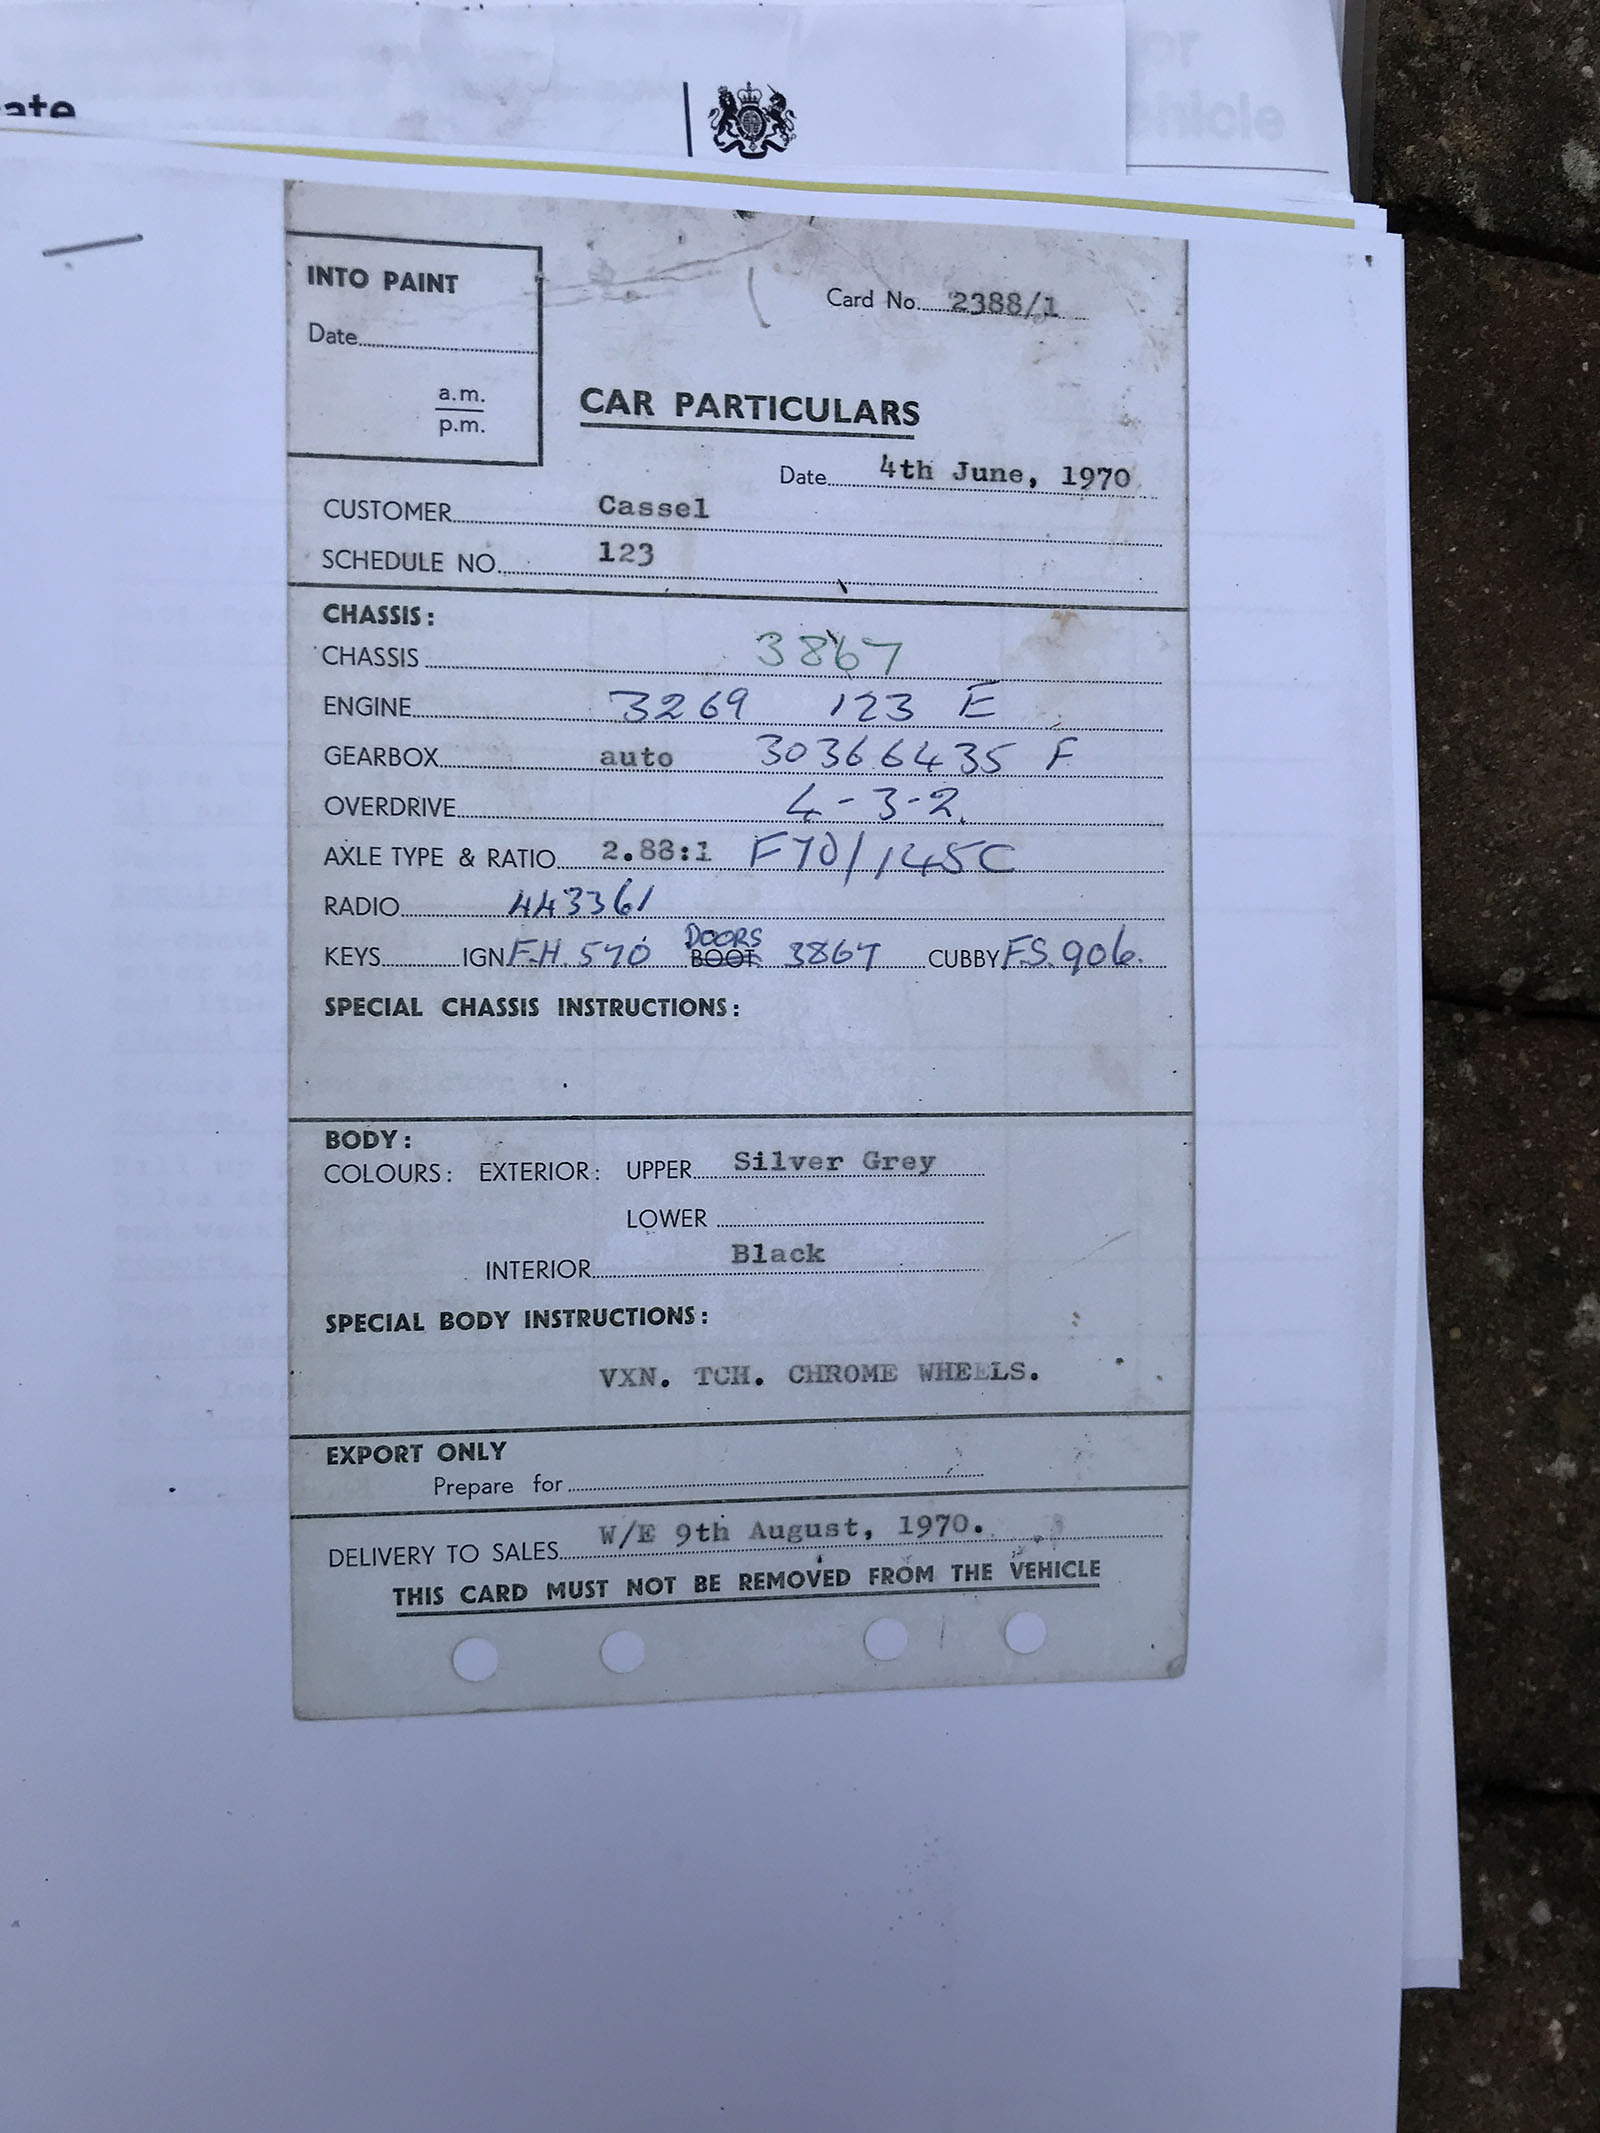 ate
or
ehicle
INTO PAINT
Date
a.m.
p.m.
Card No. 2388/1
CAR PARTICULARS
Date 4th June, 1970
CUSTOMER Cassel
SCHEDULE NO. 123
CHASSIS:
CHASSIS 3867
ENGINE 3269 123 E
GEARBOX auto 30366435 F
OVERDRIVE 4-3-2
AXLE TYPE & RATIO 2.88:1 F70/145C
RADIO 443361
DOORS
KEYS IGN F.H. 570 BOOT 3867 CUBBY F.S. 906.
SPECIAL CHASSIS INSTRUCTIONS:
BODY:
COLOURS: EXTERIOR: UPPER Silver Grey
LOWER
INTERIOR Black
SPECIAL BODY INSTRUCTIONS:
VXN. TCH. CHROME WHEELS.
EXPORT ONLY
Prepare for
DELIVERY TO SALES W/E 9th August, 1970.
THIS CARD MUST NOT BE REMOVED FROM THE VEHICLE